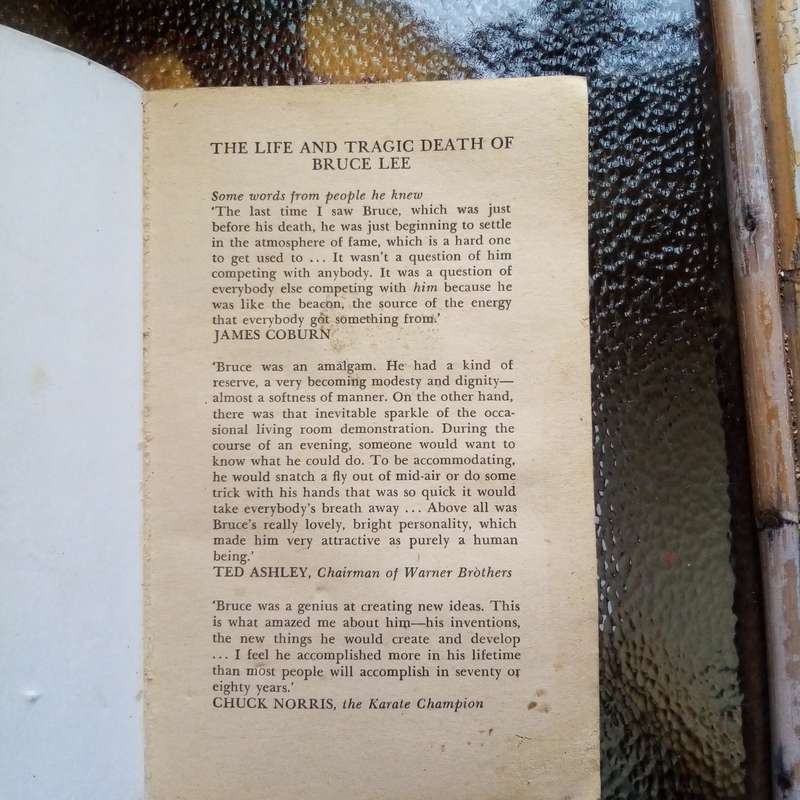 THE LIFE AND TRAGIC DEATH OF
BRUCE LEE
Some words from people he knew
'The last time I saw Bruce, which was just
before his death, he was just beginning to settle
in the atmosphere of fame, which is a hard one
to get used to ... It wasn't a question of him
competing with anybody. It was a question of
everybody else competing with him because he
was like the beacon, the source of the energy
that everybody got something from.'
JAMES COBURN
'Bruce was an amalgam. He had a kind of
reserve, a very becoming modesty and dignity—
almost a softness of manner. On the other hand,
there was that inevitable sparkle of the occa-
sional living room demonstration. During the
course of an evening, someone would want to
know what he could do. To be accommodating,
he would snatch a fly out of mid-air or do some
trick with his hands that was so quick it would
take everybody's breath away ... Above all was
Bruce's really lovely, bright personality, which
made him very attractive as purely a human
being.'
TED ASHLEY, Chairman of Warner Brothers
'Bruce was a genius at creating new ideas. This
is what amazed me about him—his inventions,
the new things he would create and develop
... I feel he accomplished more in his lifetime
than most people will accomplish in seventy or
eighty years.'
CHUCK NORRIS, the Karate Champion